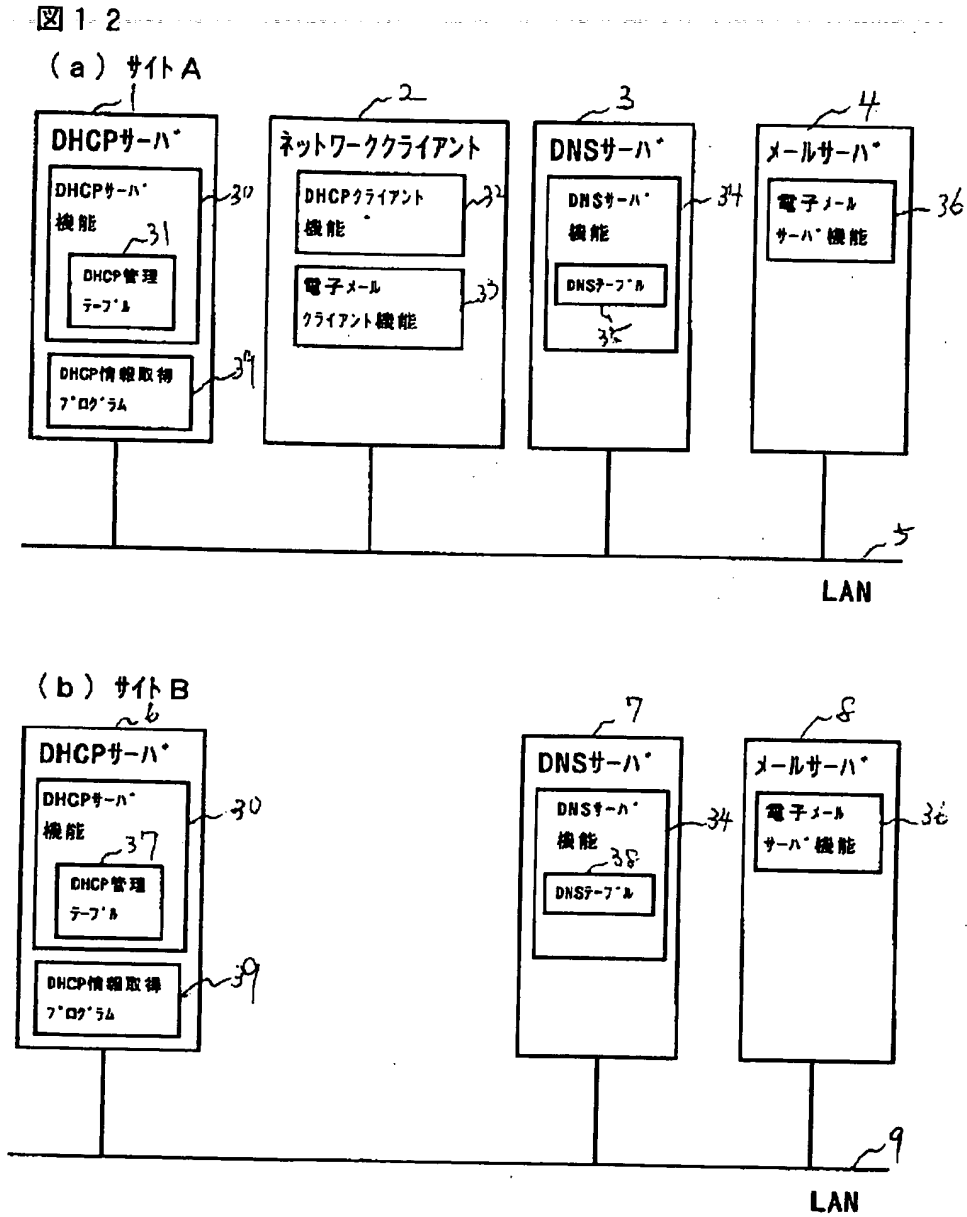 図12
(a) サイトA
1
DHCPサーバ
DHCPサーバ
機能
30
31
DHCP管理
テーブル
DHCP情報取得
プログラム
39
2
ネットワーククライアント
DHCPクライアント
機能
32
電子メール
クライアント機能
33
3
DNSサーバ
DNSサーバ
機能
34
DNSテーブル
35
4
メールサーバ
電子メール
サーバ機能
36
5
LAN
(b) サイトB
6
DHCPサーバ
DHCPサーバ
機能
30
37
DHCP管理
テーブル
DHCP情報取得
プログラム
39
7
DNSサーバ
DNSサーバ
機能
34
38
DNSテーブル
8
メールサーバ
電子メール
サーバ機能
36
9
LAN